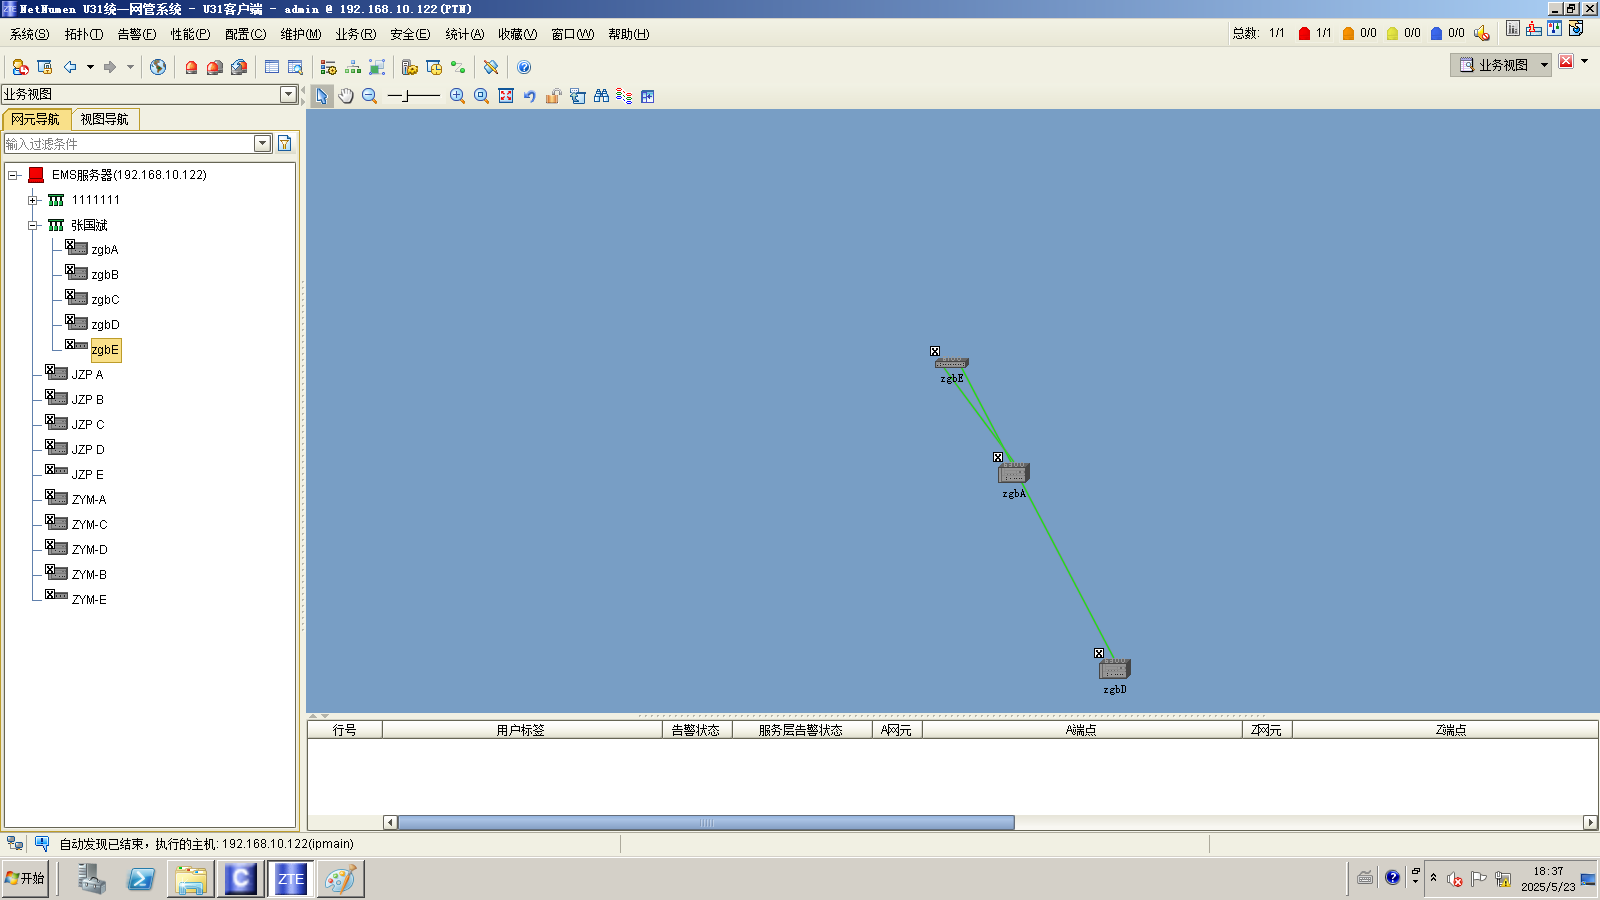 NetNumen U31统一网管系统 - U31客户端 - admin @ 192.168.10.122(PTN)
系统(S) 拓扑(T) 告警(F) 性能(P) 配置(C) 维护(M) 业务(R) 安全(E) 统计(A) 收藏(V) 窗口(W) 帮助(H) 总数: 1/1 1/1 0/0 0/0 0/0
业务视图
业务视图
网元导航 视图导航
输入过滤条件
EMS服务器(192.168.10.122)
1111111
张国斌
zgbA
zgbB
zgbC
zgbD
zgbE
JZP A
JZP B
JZP C
JZP D
JZP E
ZYM-A
ZYM-C
ZYM-D
ZYM-B
ZYM-E
zgbE
zgbA
zgbD
行号 用户标签 告警状态 服务层告警状态 A网元 A端点 Z网元 Z端点
自动发现已结束，执行的主机: 192.168.10.122(ipmain)
开始 C ZTE
18:37
2025/5/23